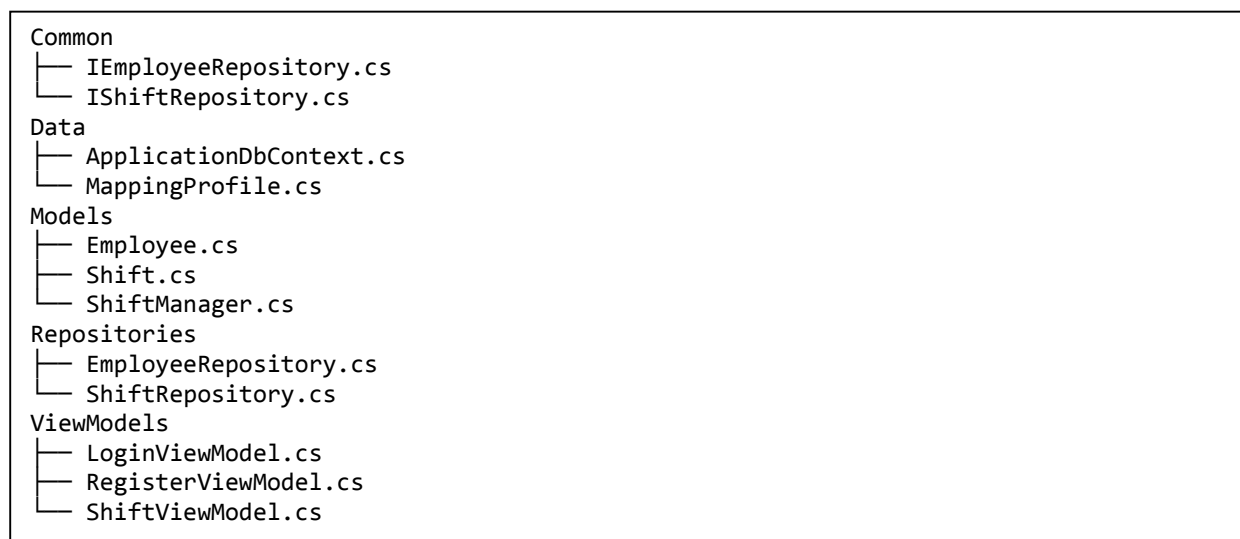 Common
├── IEmployeeRepository.cs
└── IShiftRepository.cs
Data
├── ApplicationDbContext.cs
└── MappingProfile.cs
Models
├── Employee.cs
├── Shift.cs
└── ShiftManager.cs
Repositories
├── EmployeeRepository.cs
└── ShiftRepository.cs
ViewModels
├── LoginViewModel.cs
├── RegisterViewModel.cs
└── ShiftViewModel.cs